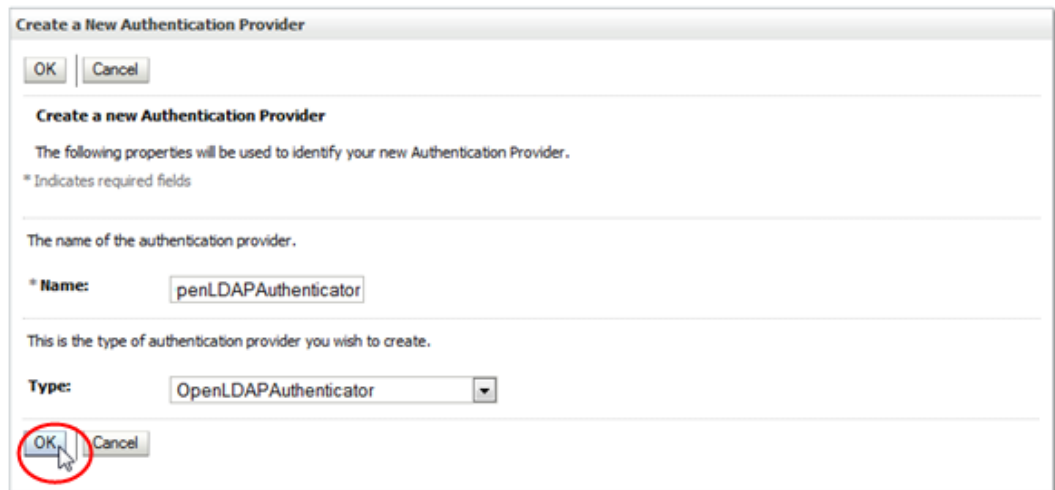 Create a New Authentication Provider
OK Cancel
Create a new Authentication Provider
The following properties will be used to identify your new Authentication Provider.
* Indicates required fields
The name of the authentication provider.
* Name: penLDAPAuthenticator
This is the type of authentication provider you wish to create.
Type: OpenLDAPAuthenticator
OK Cancel